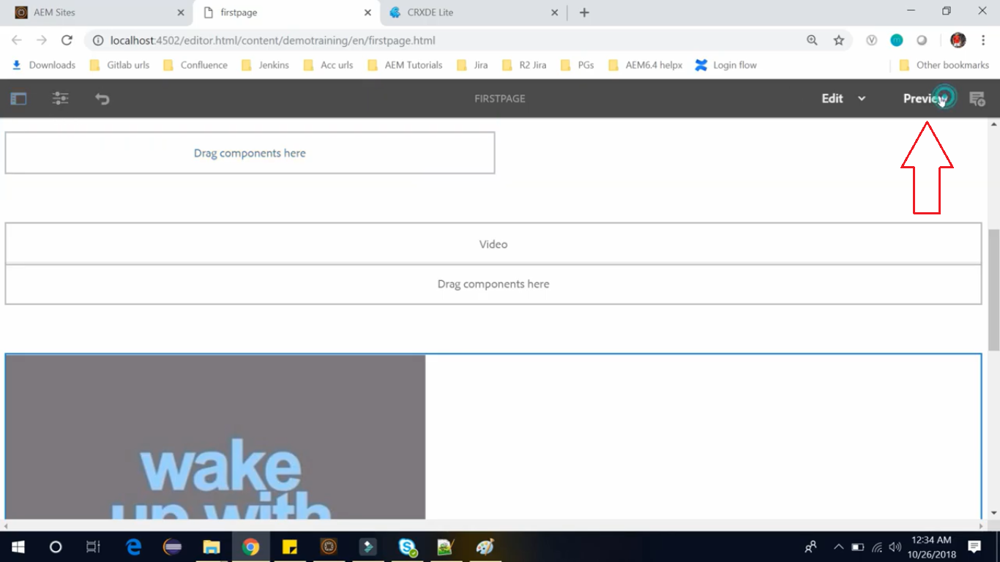 AEM Sites
firstpage
CRXDE Lite
localhost:4502/editor.html/content/demotraining/en/firstpage.html
Downloads
Gitlab urls
Confluence
Jenkins
Acc urls
AEM Tutorials
Jira
R2 Jira
PGs
AEM6.4 helpx
Login flow
Other bookmarks
FIRSTPAGE
Edit
Preview
Drag components here
Video
Drag components here
wake
up with
12:34 AM
10/26/2018